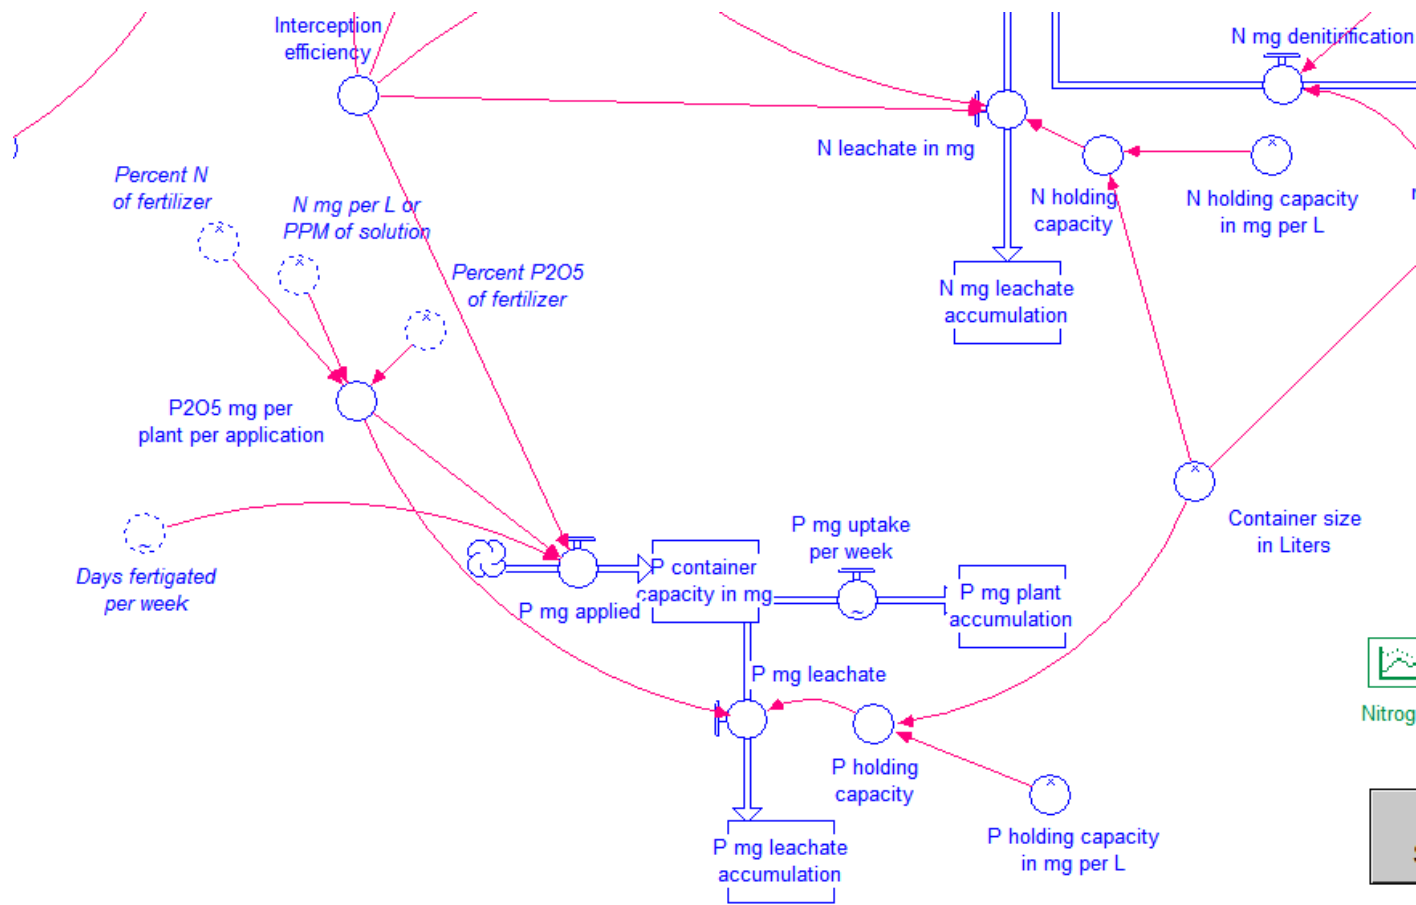 Interception
efficiency
N mg denitirification
N leachate in mg
Percent N
of fertilizer
N mg per L or
PPM of solution
N holding
capacity
N holding capacity
in mg per L
Percent P2O5
of fertilizer
N mg leachate
accumulation
P2O5 mg per
plant per application
Container size
in Liters
P mg uptake
per week
Days fertigated
per week
P container
capacity in mg
P mg applied
P mg plant
accumulation
P mg leachate
Nitrog
P holding
capacity
P holding capacity
in mg per L
P mg leachate
accumulation